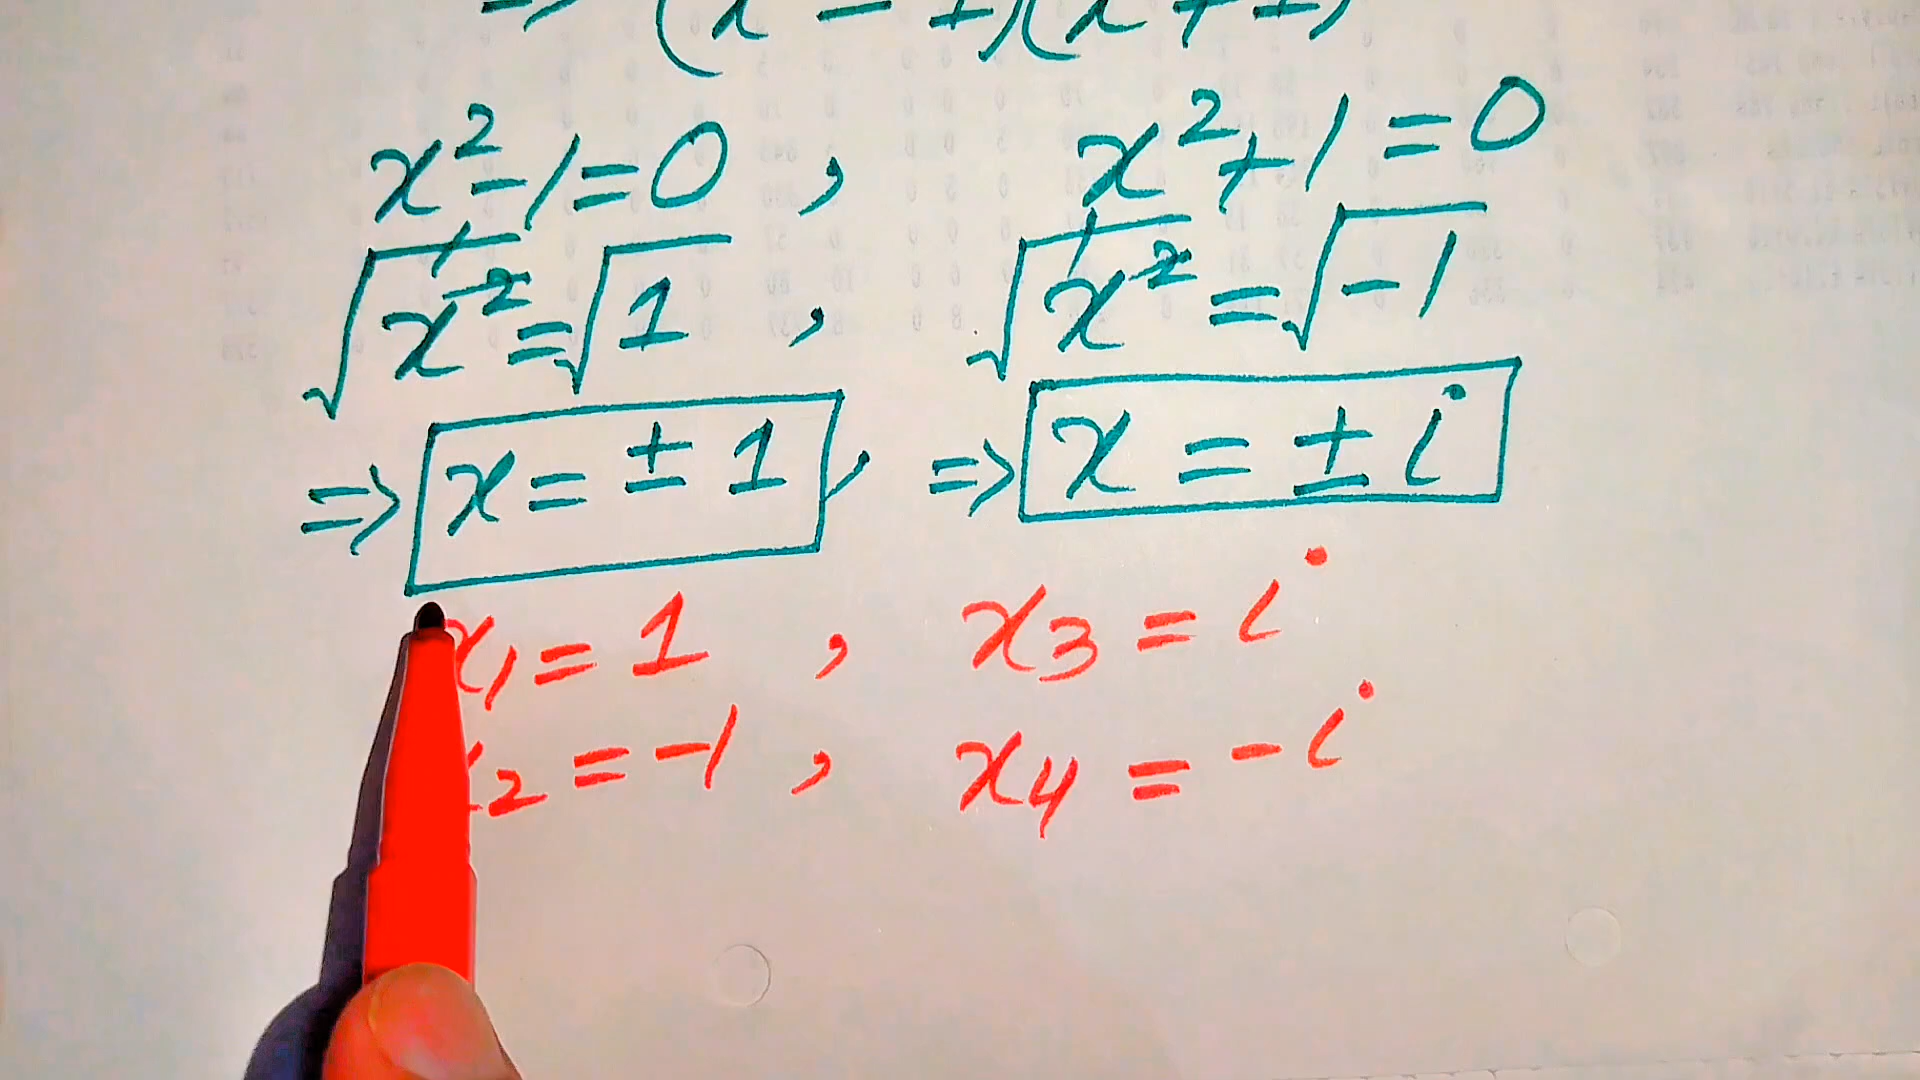 x²-1=0 , x²+1=0
√x²=√1 , √x²=√-1
=> x=±1 , => x=±i
x1=1 , x3=i
x2=-1 , x4=-i